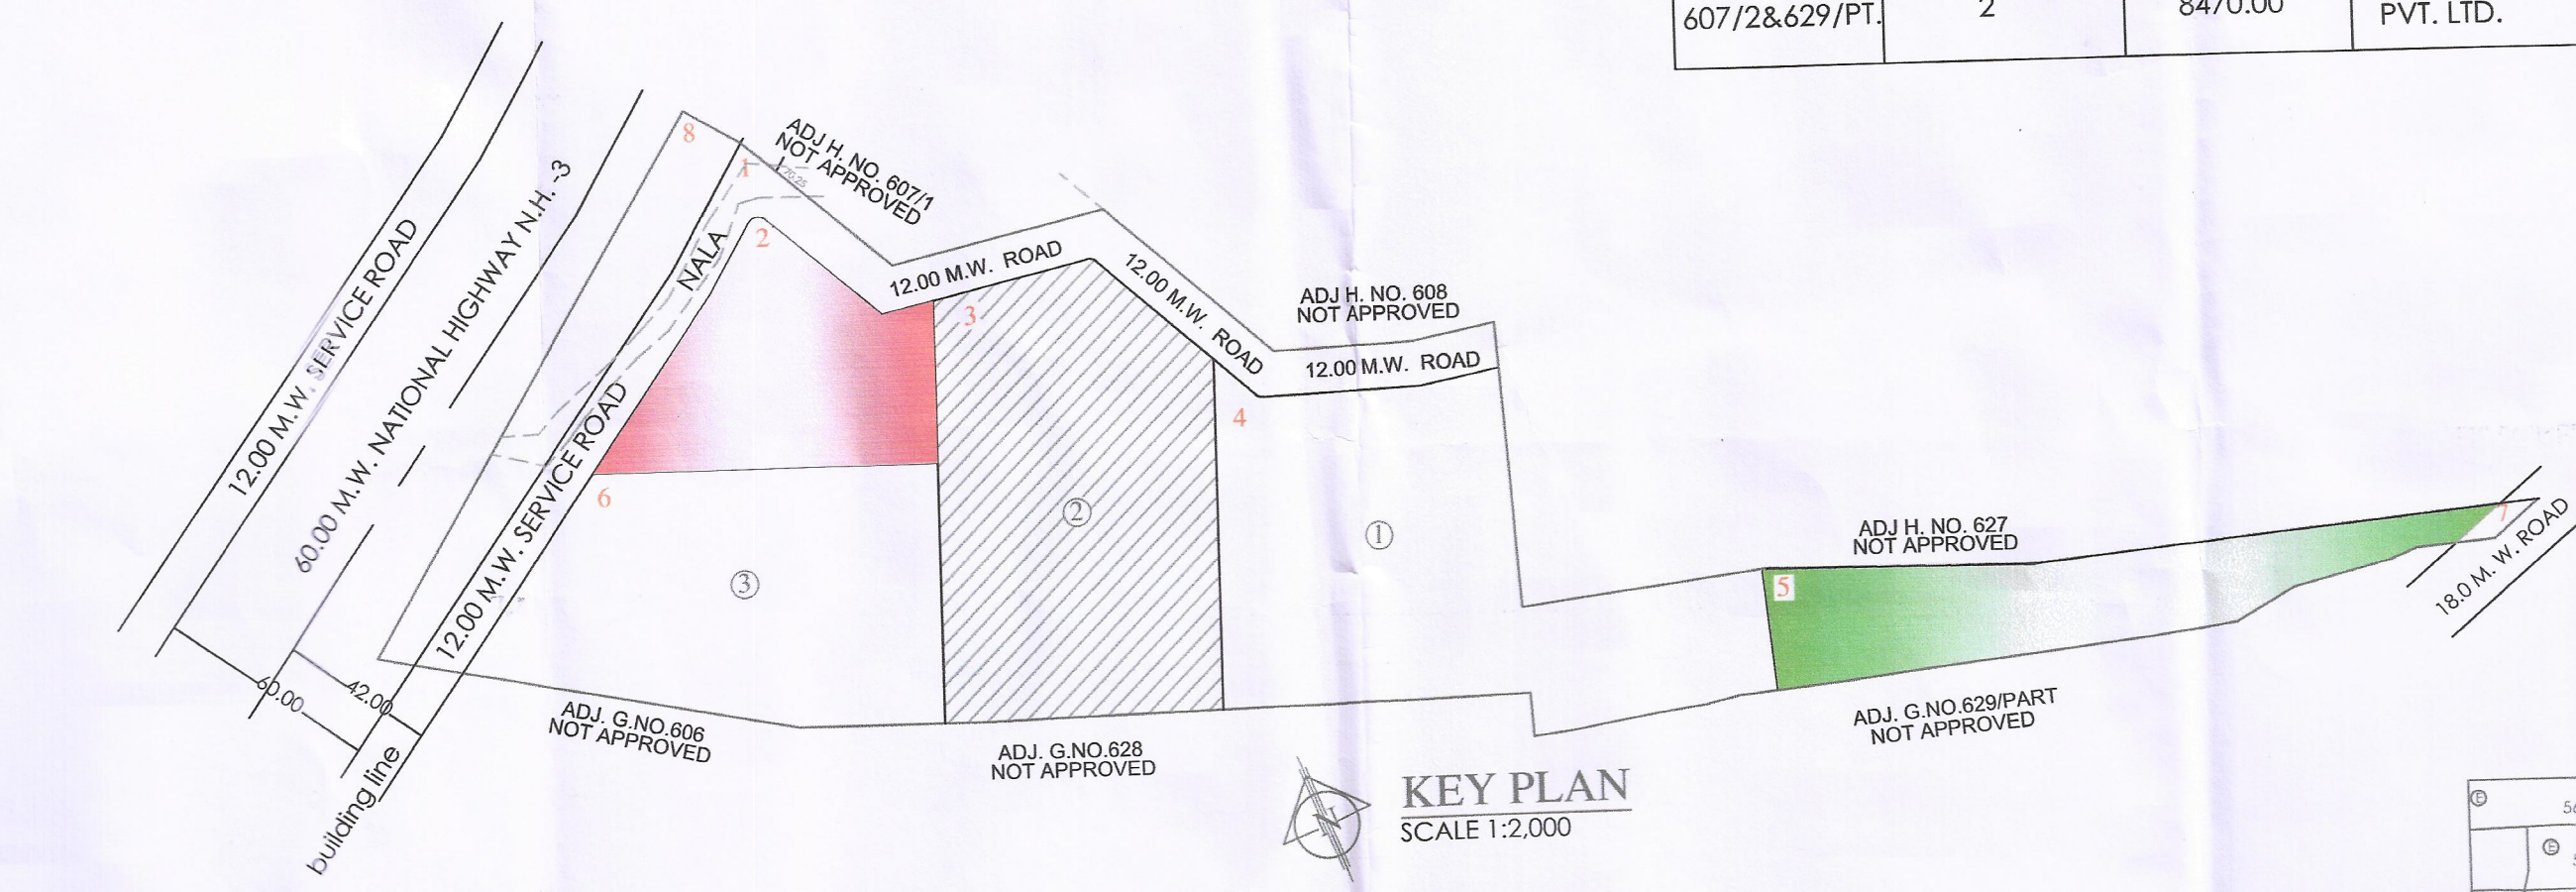 607/2&629/PT.
2
8470.00
PVT. LTD.
8
1
ADJ H. NO. 607/1
NOT APPROVED
70.25
12.00 M.W. SERVICE ROAD
60.00 M.W. NATIONAL HIGHWAY N.H. -3
NALA
2
12.00 M.W. ROAD
12.00 M.W. ROAD
ADJ H. NO. 608
NOT APPROVED
12.00 M.W. ROAD
3
4
12.00 M.W. SERVICE ROAD
6
②
①
③
ADJ H. NO. 627
NOT APPROVED
7
18.0 M. W. ROAD
5
60.00
42.00
building line
ADJ. G.NO.606
NOT APPROVED
ADJ. G.NO.628
NOT APPROVED
ADJ. G.NO.629/PART
NOT APPROVED
N
KEY PLAN
SCALE 1:2,000
Ⓔ
Ⓔ